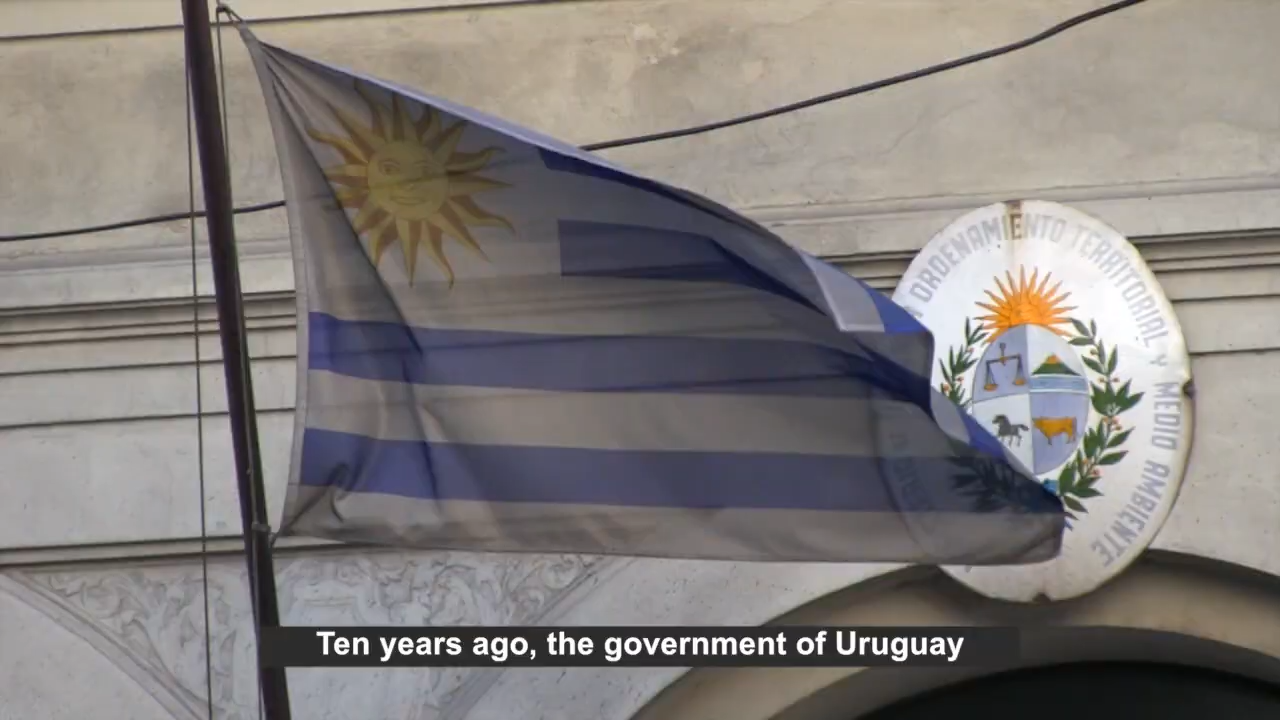 ORDENAMIENTO TERRITORIAL Y MEDIO AMBIENTE
Ten years ago, the government of Uruguay